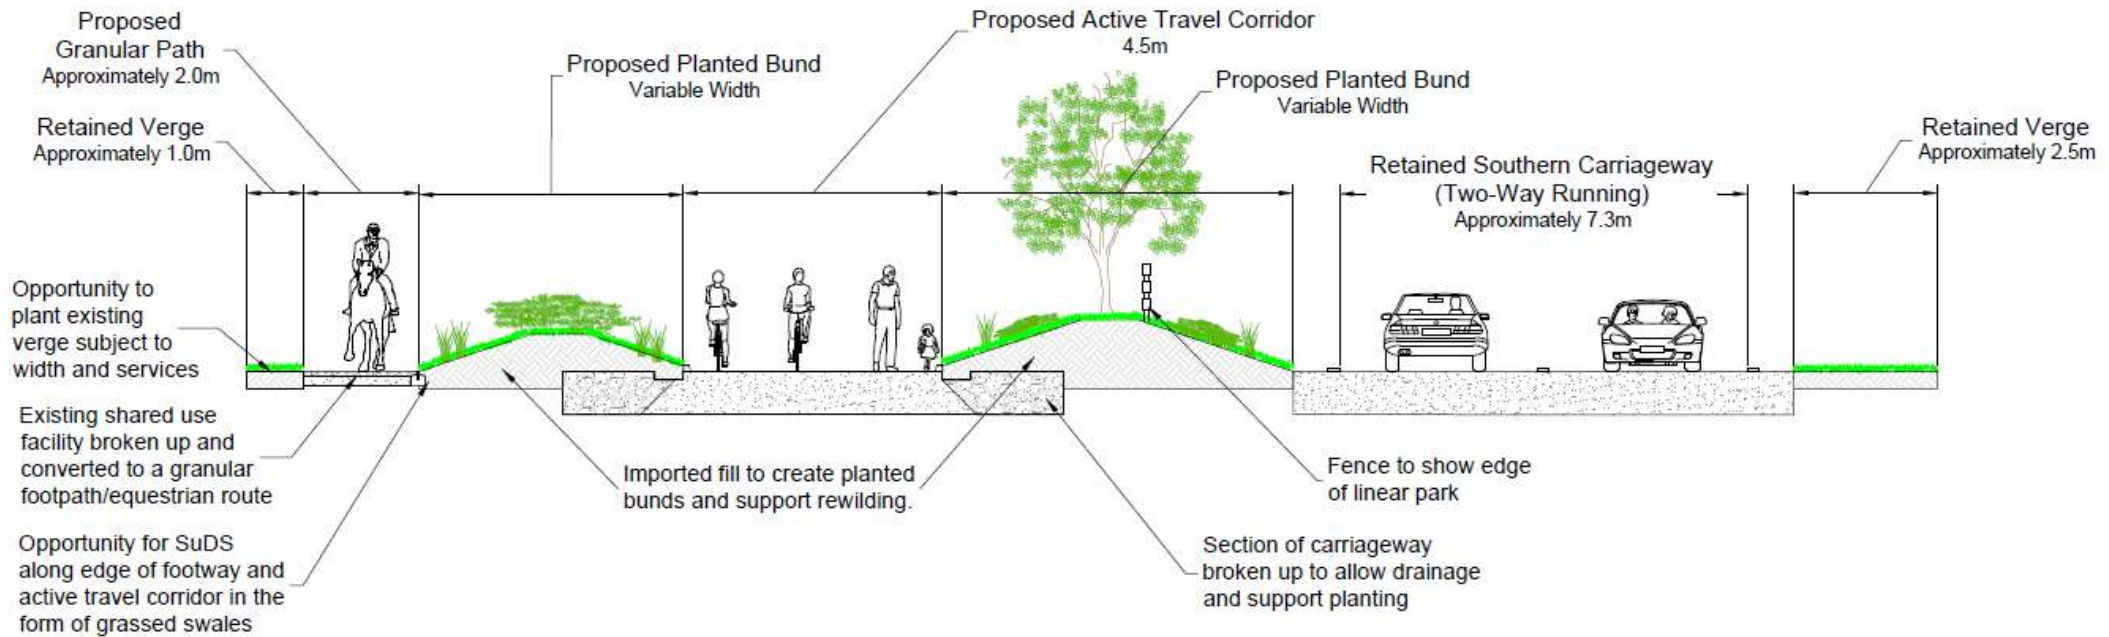 Proposed
Granular Path
Approximately 2.0m
Retained Verge
Approximately 1.0m
Proposed Planted Bund
Variable Width
Proposed Active Travel Corridor
4.5m
Proposed Planted Bund
Variable Width
Retained Southern Carriageway
(Two-Way Running)
Approximately 7.3m
Retained Verge
Approximately 2.5m
Opportunity to
plant existing
verge subject to
width and services
Existing shared use
facility broken up and
converted to a granular
footpath/equestrian route
Opportunity for SuDS
along edge of footway and
active travel corridor in the
form of grassed swales
Imported fill to create planted
bunds and support rewilding.
Fence to show edge
of linear park
Section of carriageway
broken up to allow drainage
and support planting